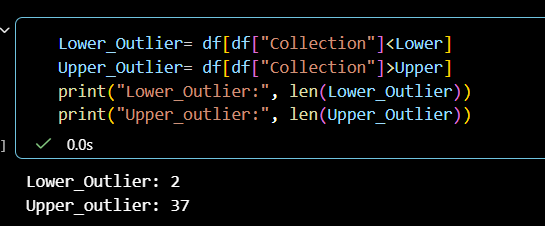 Lower_Outlier= df[df["Collection"]<Lower]
Upper_Outlier= df[df["Collection"]>Upper]
print("Lower_Outlier:", len(Lower_Outlier))
print("Upper_outlier:", len(Upper_Outlier))
]
0.0s
Lower_Outlier: 2
Upper_outlier: 37